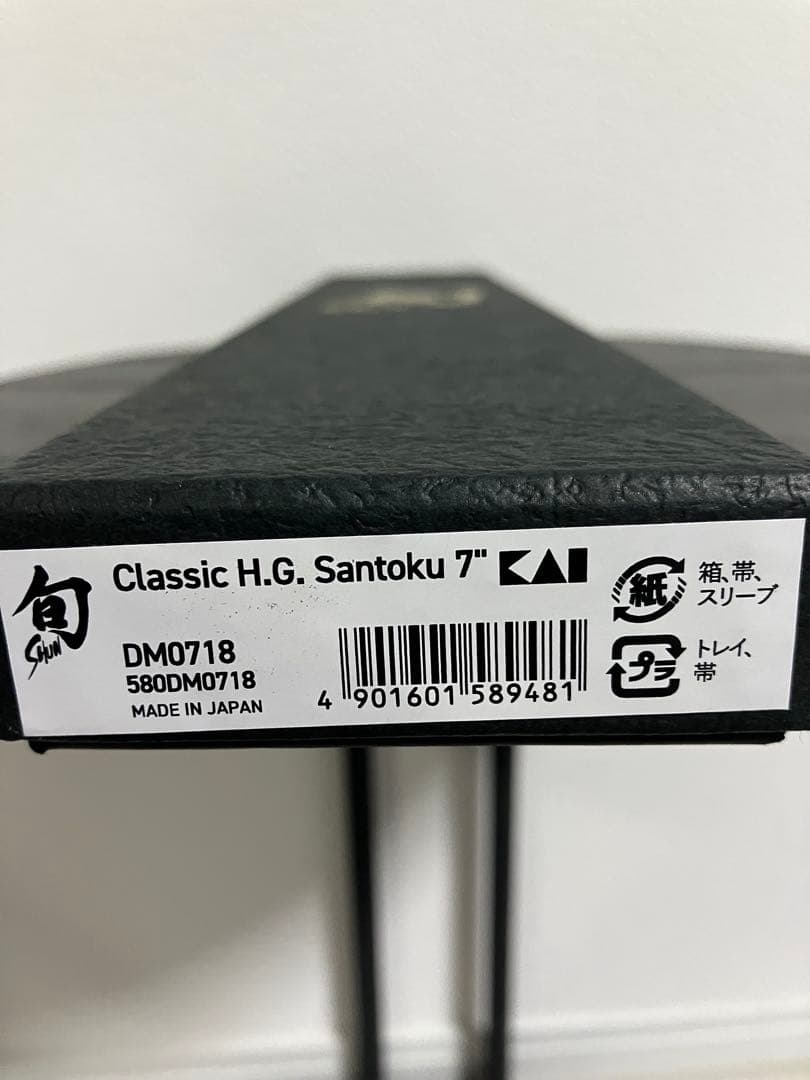 旬
SHUN
Classic H.G. Santoku 7" KAI
DM0718
580DM0718
MADE IN JAPAN
4 901601 589481
紙
箱、帯、
スリーブ
プラ
トレイ、
帯